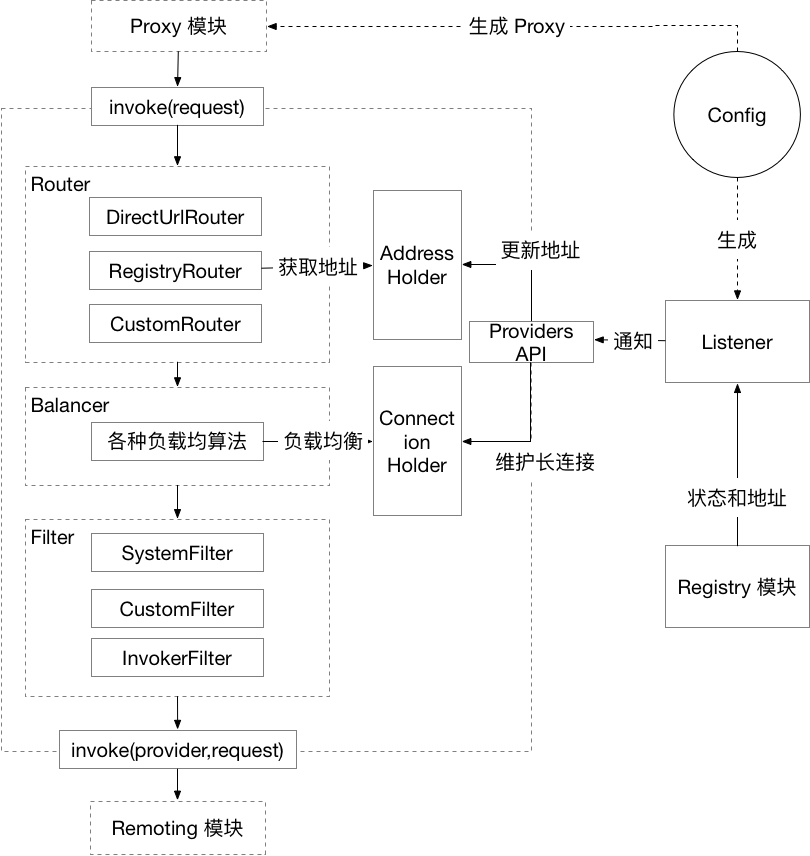 Proxy 模块
生成 Proxy
invoke(request)
Config
Router
DirectUrlRouter
RegistryRouter
获取地址
CustomRouter
Address
Holder
更新地址
生成
Providers
API
通知
Listener
Balancer
各种负载均算法
负载均衡
Connect
ion
Holder
维护长连接
状态和地址
Filter
SystemFilter
CustomFilter
InvokerFilter
Registry 模块
invoke(provider,request)
Remoting 模块